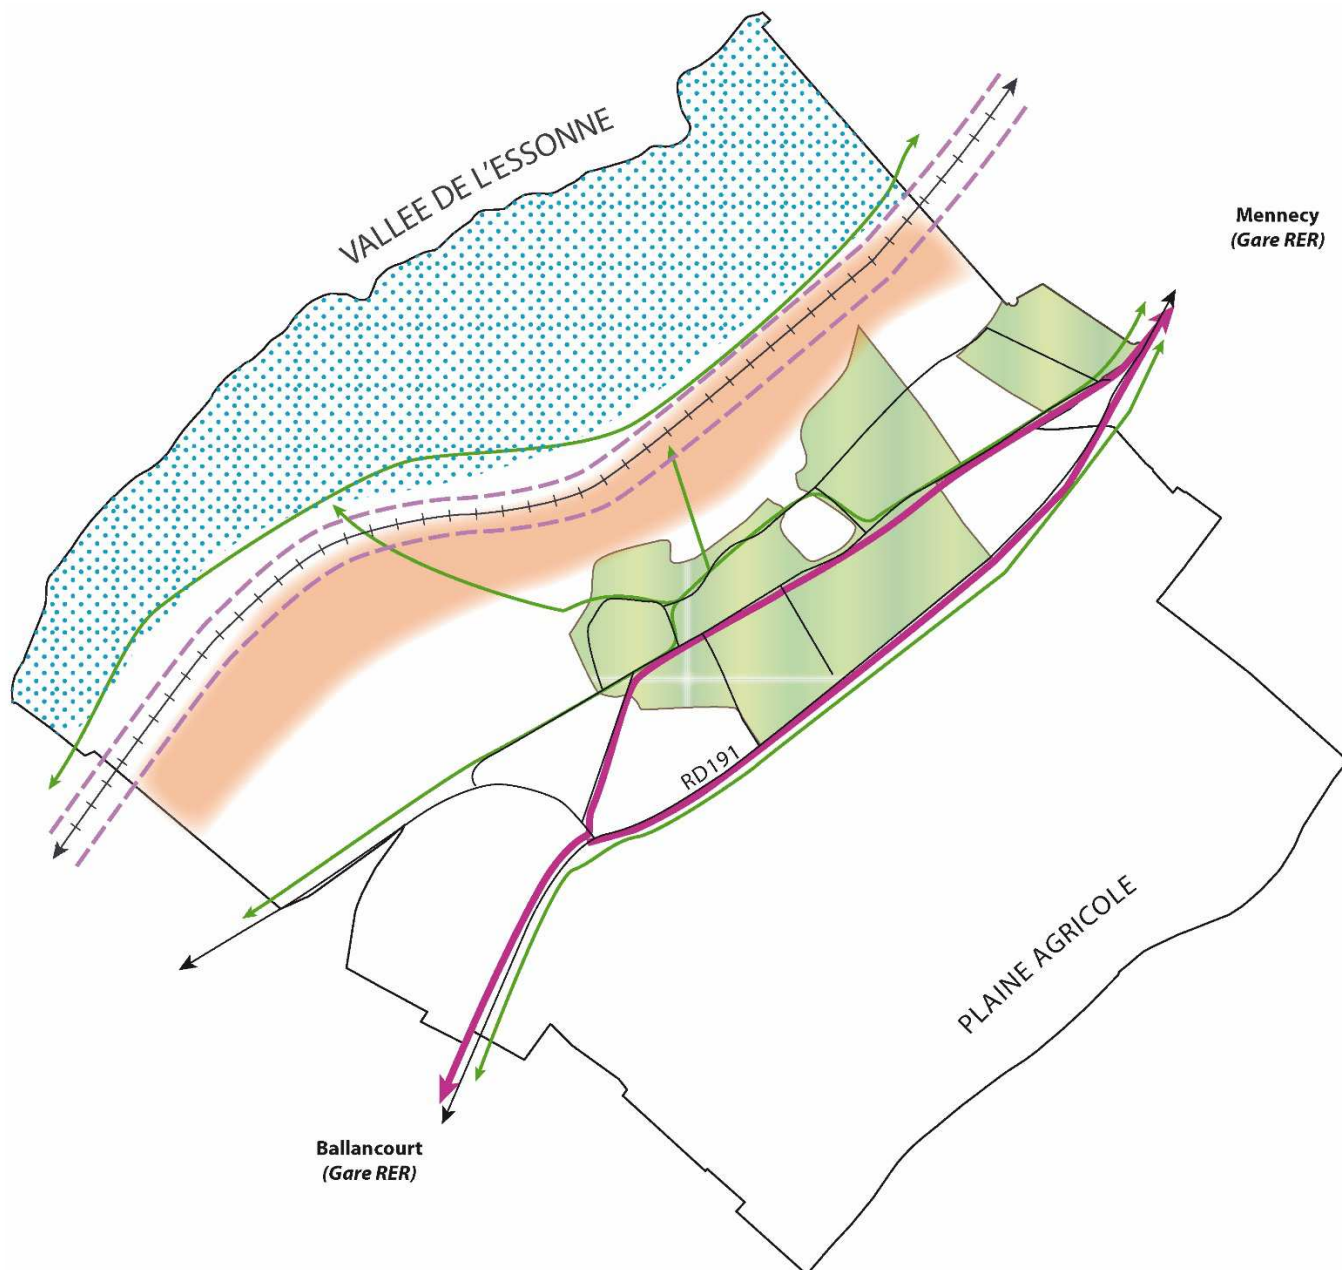 VALLEE DE L'ESSONNE
Mennecy
(Gare RER)
RD191
PLAINE AGRICOLE
Ballancourt
(Gare RER)